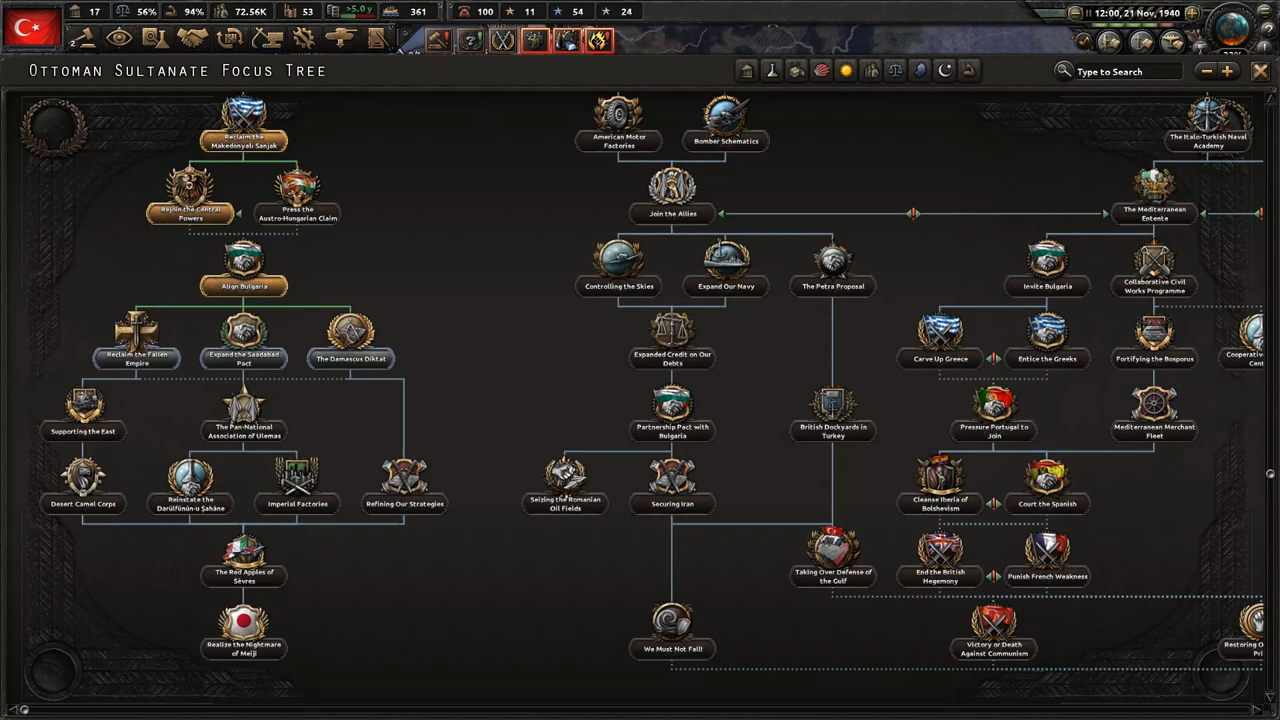 17 56% 94% 72.56K 53 >5.0 y 361 100 11 54 24 12:00, 21 Nov, 1940
2
Ottoman Sultanate Focus Tree
Type to Search
Reclaim the
Makedonyali Sanjak
American Motor
Factories
Bomber Schematics
The Italo-Turkish Naval
Academy
Rejoin the Central
Powers
Press the
Austro-Hungarian Claim
Join the Allies
The Mediterranean
Entente
Align Bulgaria
Controlling the Skies
Expand Our Navy
The Petra Proposal
Invite Bulgaria
Collaborative Civil
Works Programme
Reclaim the Fallen
Empire
Expand the Saadabad
Pact
The Damascus Diktat
Expanded Credit on Our
Debts
Carve Up Greece
Entice the Greeks
Fortifying the Bosporus
Supporting the East
The Pan-National
Association of Ulemas
Partnership Pact with
Bulgaria
British Dockyards in
Turkey
Pressure Portugal to
Join
Mediterranean Merchant
Fleet
Desert Camel Corps
Reinstate the
Darülfünûn-u Şahâne
Imperial Factories
Refining Our Strategies
Seizing the Romanian
Oil Fields
Securing Iran
Cleanse Iberia of
Bolshevism
Court the Spanish
The Red Apples of
Sèvres
Taking Over Defense of
the Gulf
End the British
Hegemony
Punish French Weakness
Realize the Nightmare
of Meiji
We Must Not Fall!
Victory or Death
Against Communism